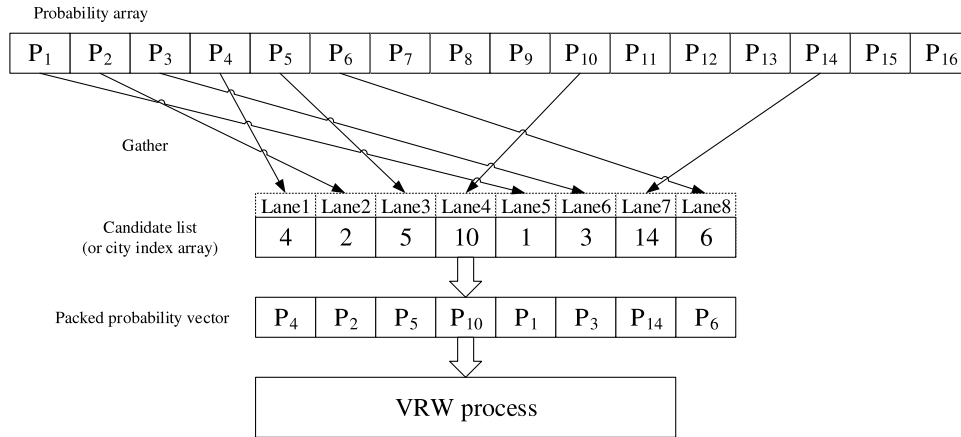 Probability array
P1 P2 P3 P4 P5 P6 P7 P8 P9 P10 P11 P12 P13 P14 P15 P16
Gather
Lane1 Lane2 Lane3 Lane4 Lane5 Lane6 Lane7 Lane8
Candidate list
(or city index array)
4 2 5 10 1 3 14 6
Packed probability vector
P4 P2 P5 P10 P1 P3 P14 P6
VRW process